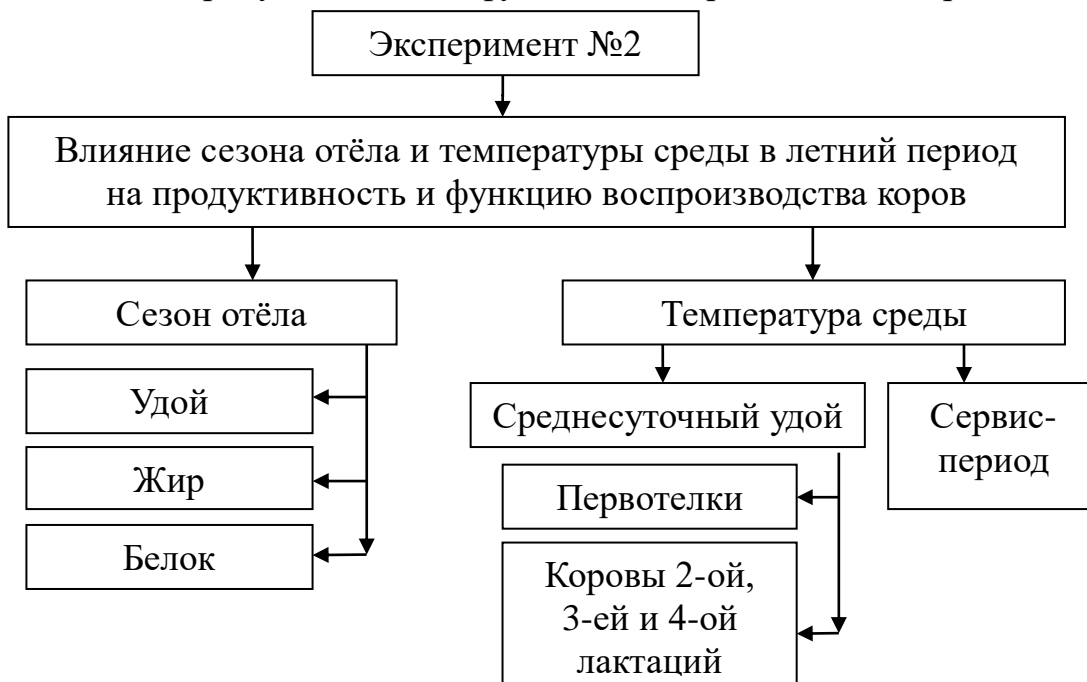 Эксперимент №2
Влияние сезона отёла и температуры среды в летний период
на продуктивность и функцию воспроизводства коров
Сезон отёла
Температура среды
Удой
Жир
Белок
Среднесуточный удой
Сервис-
период
Первотелки
Коровы 2-ой,
3-ей и 4-ой
лактаций